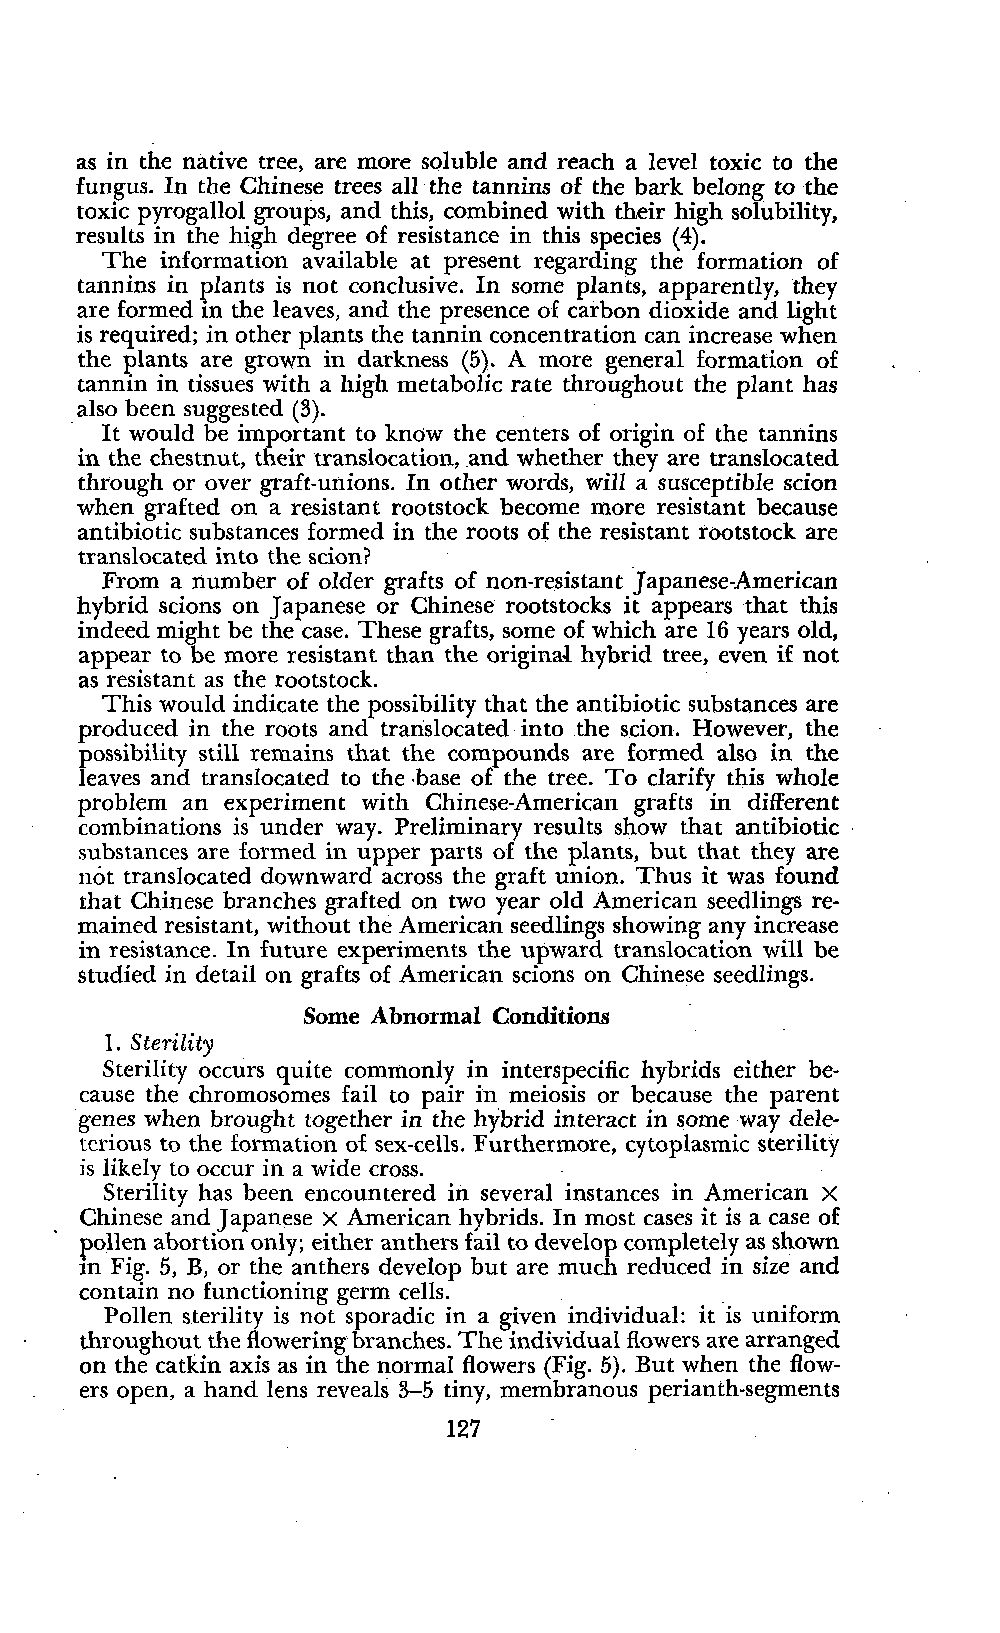 as in the native tree, are more soluble and reach a level toxic to the
fungus. In the Chinese trees all the tannins of the bark belong to the
toxic pyrogallol groups, and this, combined with their high solubility,
results in the high degree of resistance in this species (4).
The information available at present regarding the formation of
tannins in plants is not conclusive. In some plants, apparently, they
are formed in the leaves, and the presence of carbon dioxide and light
is required; in other plants the tannin concentration can increase when
the plants are grown in darkness (5). A more general formation of
tannin in tissues with a high metabolic rate throughout the plant has
also been suggested (3).
It would be important to know the centers of origin of the tannins
in the chestnut, their translocation, and whether they are translocated
through or over graft-unions. In other words, will a susceptible scion
when grafted on a resistant rootstock become more resistant because
antibiotic substances formed in the roots of the resistant rootstock are
translocated into the scion?
From a number of older grafts of non-resistant Japanese-American
hybrid scions on Japanese or Chinese rootstocks it appears that this
indeed might be the case. These grafts, some of which are 16 years old,
appear to be more resistant than the original hybrid tree, even if not
as resistant as the rootstock.
This would indicate the possibility that the antibiotic substances are
produced in the roots and translocated into the scion. However, the
possibility still remains that the compounds are formed also in the
leaves and translocated to the base of the tree. To clarify this whole
problem an experiment with Chinese-American grafts in different
combinations is under way. Preliminary results show that antibiotic
substances are formed in upper parts of the plants, but that they are
not translocated downward across the graft union. Thus it was found
that Chinese branches grafted on two year old American seedlings re-
mained resistant, without the American seedlings showing any increase
in resistance. In future experiments the upward translocation will be
studied in detail on grafts of American scions on Chinese seedlings.
Some Abnormal Conditions
1. Sterility
Sterility occurs quite commonly in interspecific hybrids either be-
cause the chromosomes fail to pair in meiosis or because the parent
genes when brought together in the hybrid interact in some way dele-
terious to the formation of sex-cells. Furthermore, cytoplasmic sterility
is likely to occur in a wide cross.
Sterility has been encountered in several instances in American X
Chinese and Japanese X American hybrids. In most cases it is a case of
pollen abortion only; either anthers fail to develop completely as shown
in Fig. 5, B, or the anthers develop but are much reduced in size and
contain no functioning germ cells.
Pollen sterility is not sporadic in a given individual: it is uniform
throughout the flowering branches. The individual flowers are arranged
on the catkin axis as in the normal flowers (Fig. 5). But when the flow-
ers open, a hand lens reveals 3–5 tiny, membranous perianth-segments
127